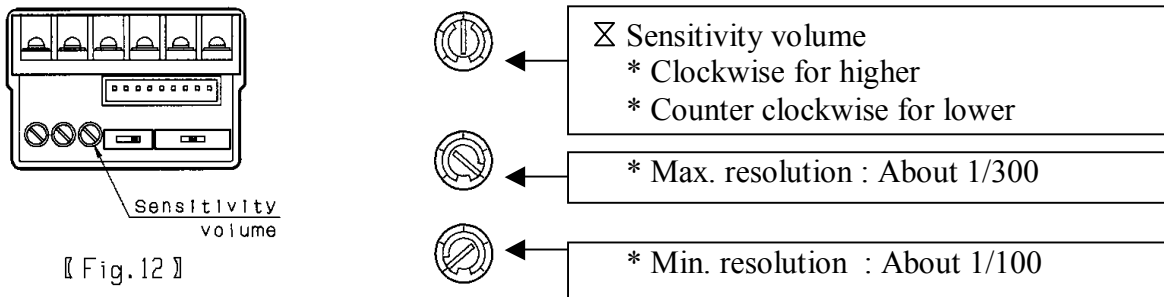 Sensitivity
volume
〖Fig.12〗
⧖ Sensitivity volume
* Clockwise for higher
* Counter clockwise for lower
* Max. resolution : About 1/300
* Min. resolution : About 1/100